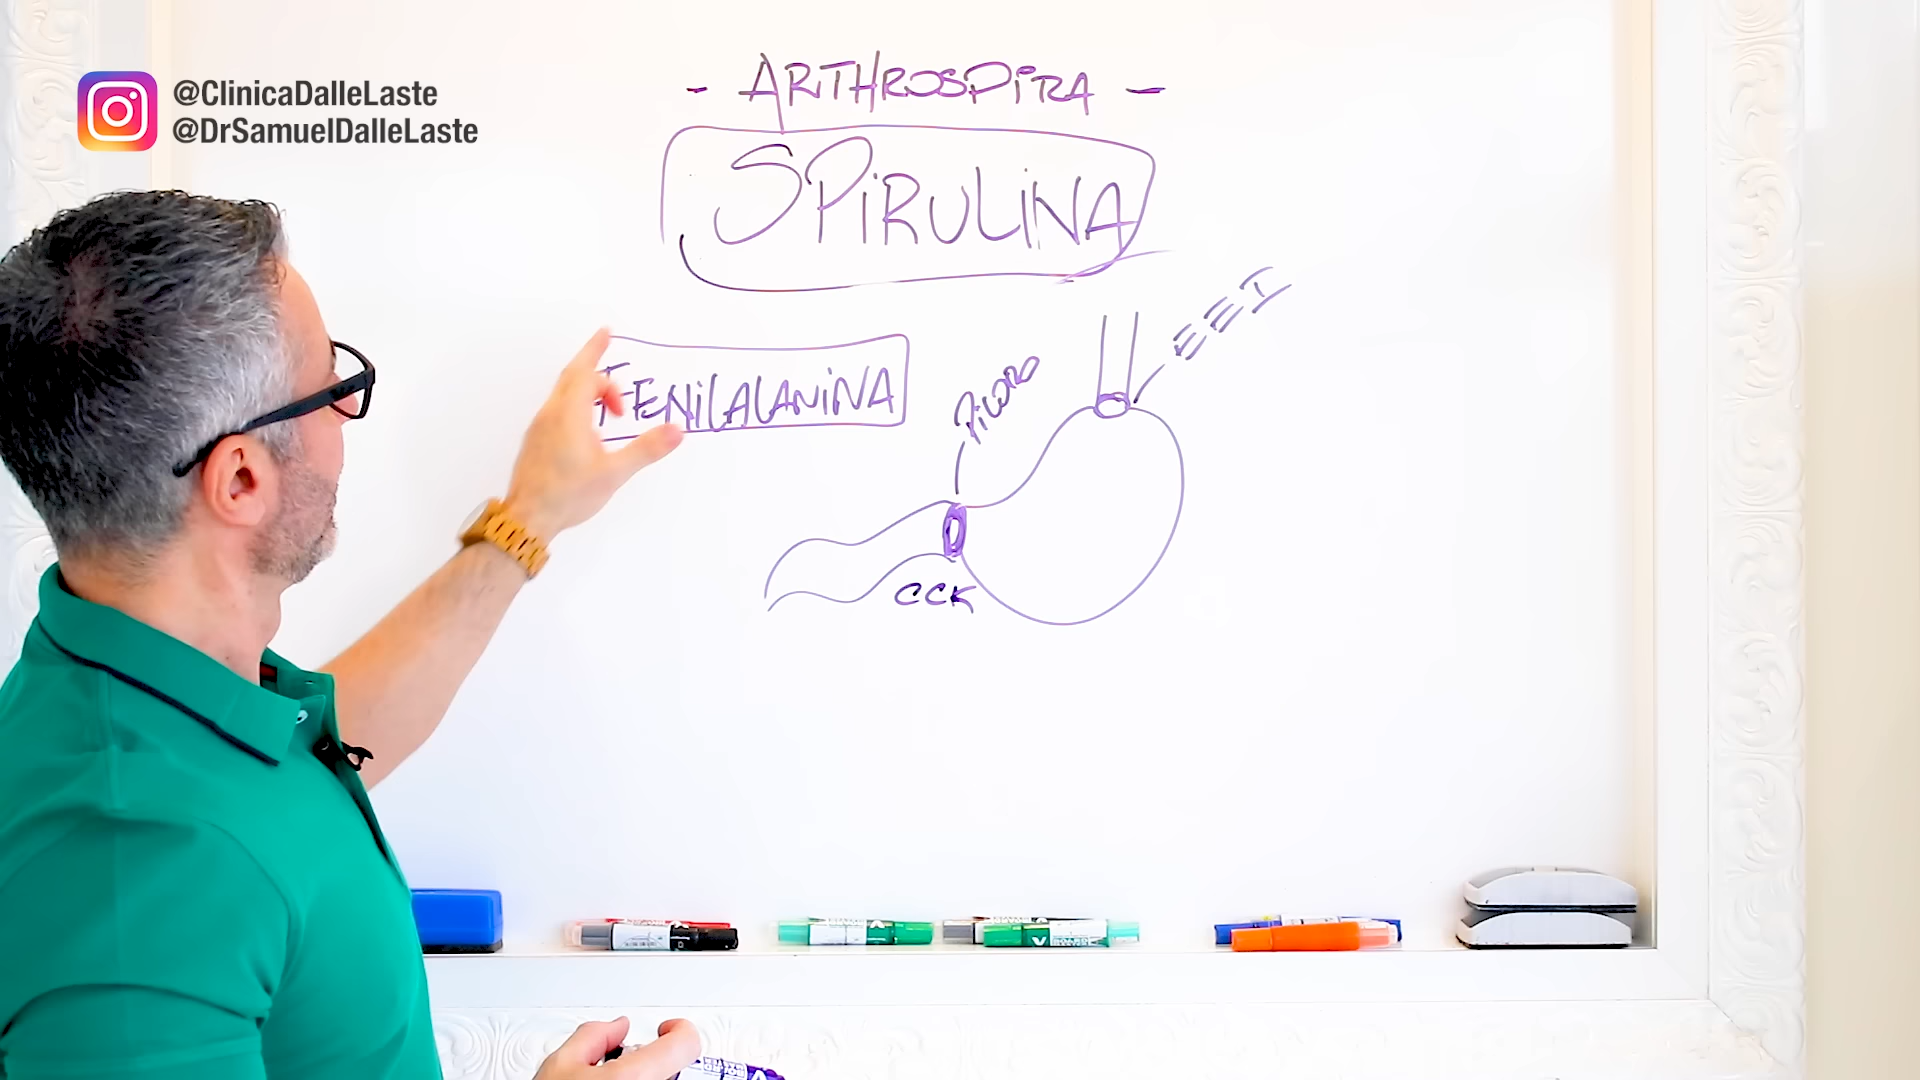 @ClinicaDalleLaste
@DrSamuelDalleLaste
- ARTHROSPIRA -
SPIRULINA
EEI
FENILALANINA
PILORO
CCK